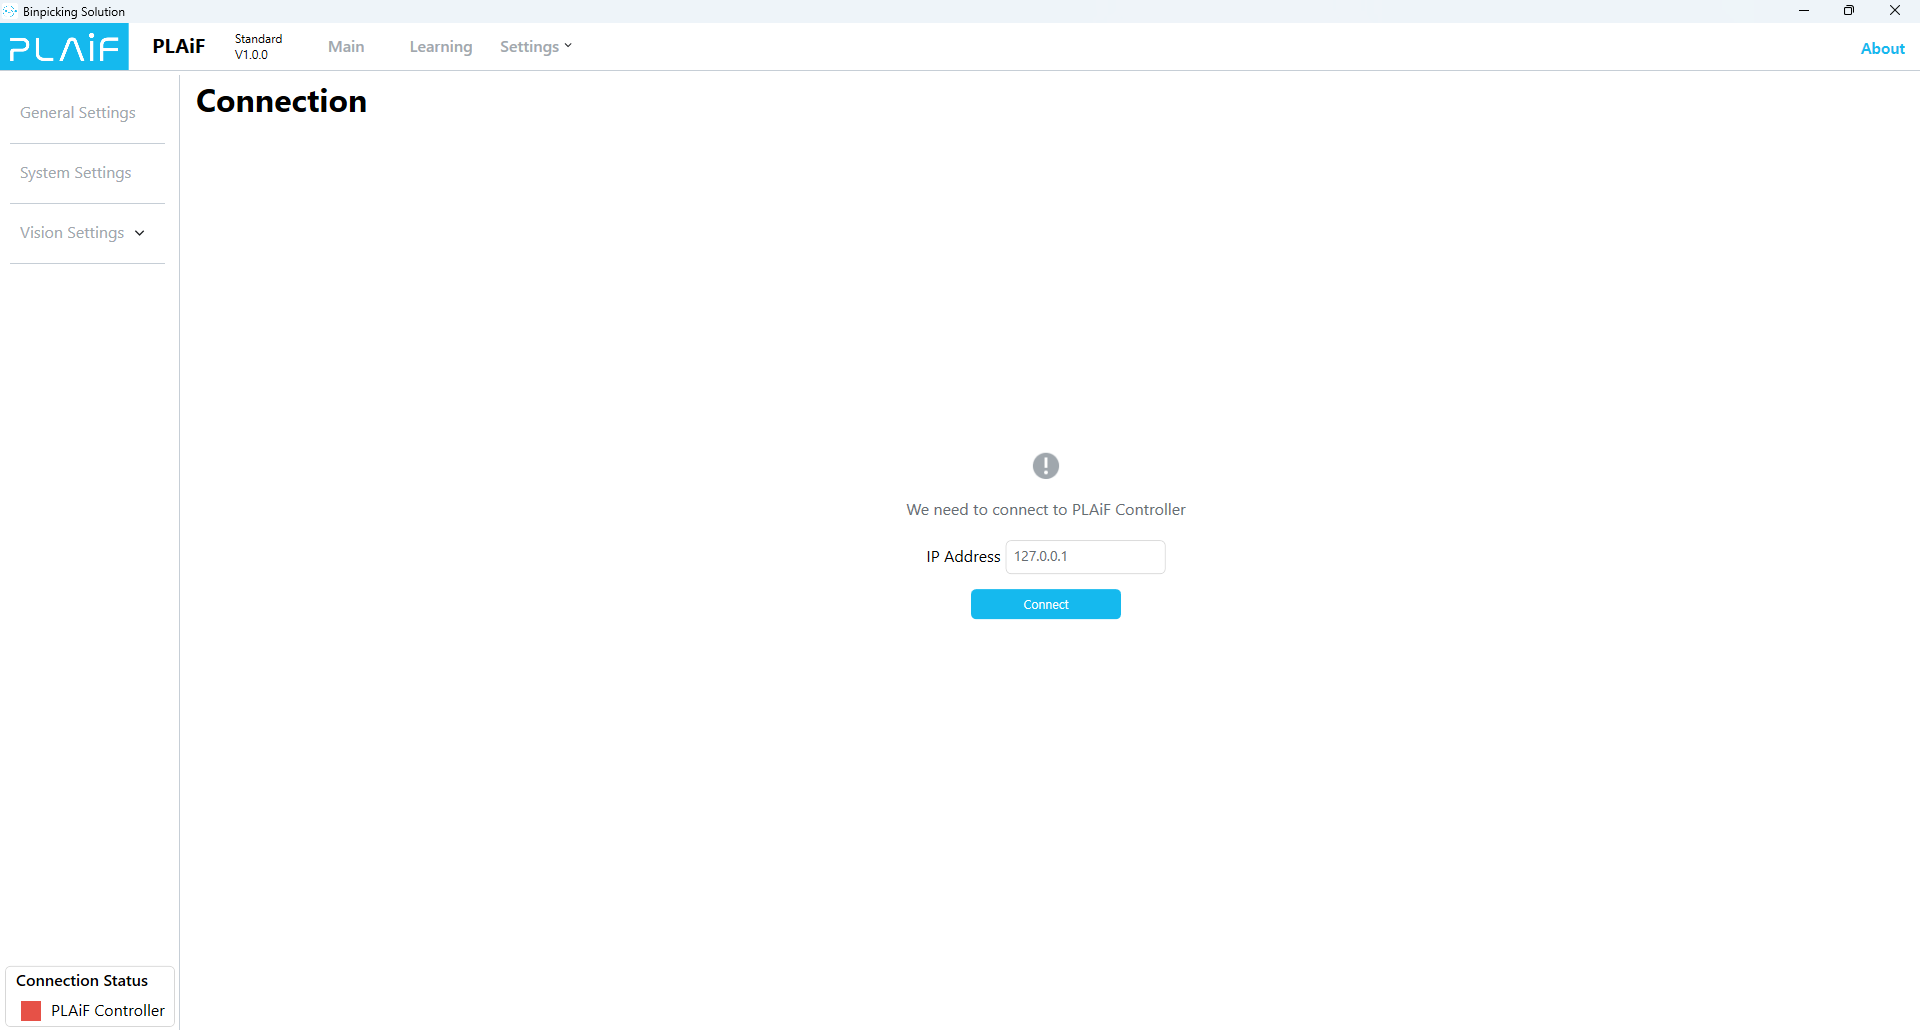 Binpicking Solution
PLAiF
PLAiF
Standard
V1.0.0
Main
Learning
Settings
About
General Settings
System Settings
Vision Settings
Connection
We need to connect to PLAiF Controller
IP Address
127.0.0.1
Connect
Connection Status
PLAiF Controller